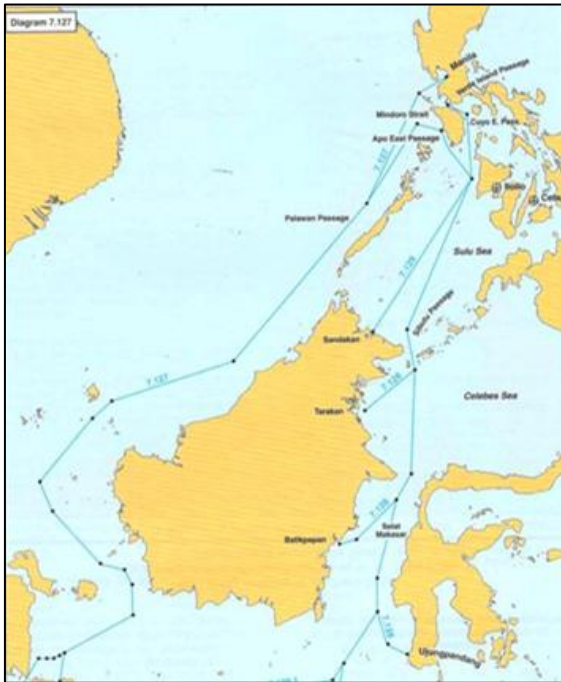 Diagram 7.127
Manila
Verde Island Passage
Mindoro Strait
Cuyo E. Pass.
Apo East Passage
7.127
Iloilo
Cebu
Palawan Passage
Sulu Sea
7.129
Sibutu Passage
Sandakan
7.127
7.128
Celebes Sea
Tarakan
7.128
Selat
Makasar
Balikpapan
7.128
Ujungpandang